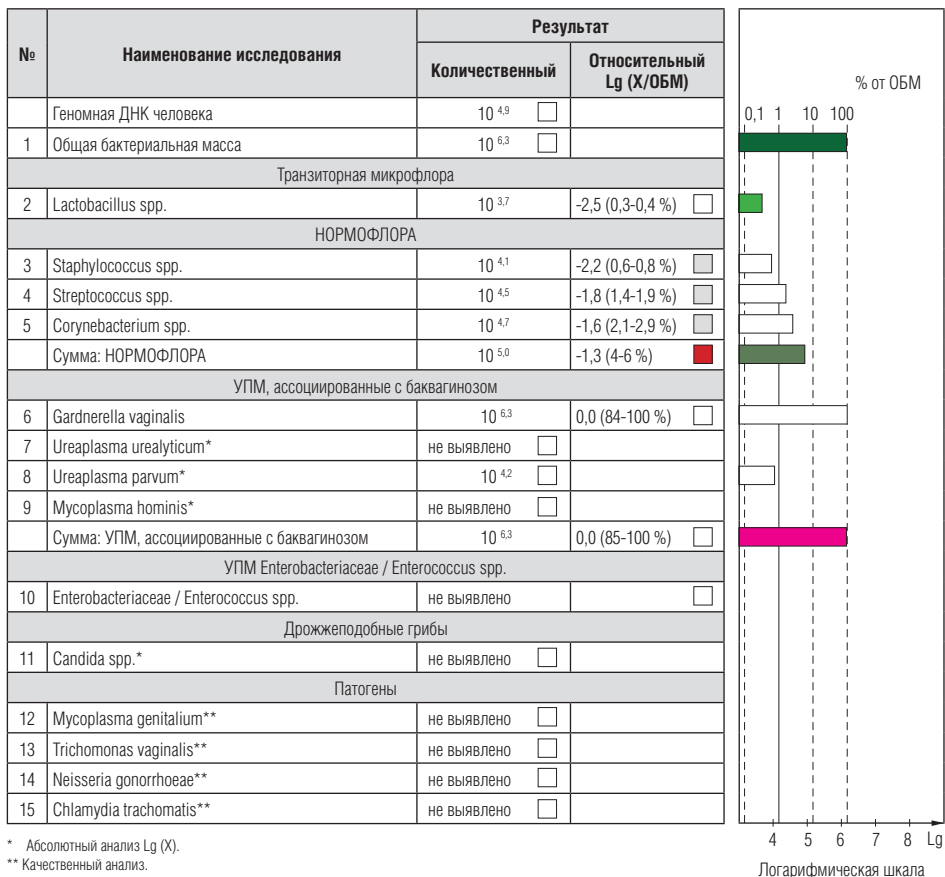 № Наименование исследования Результат
Количественный Относительный Lg (X/ОБМ)
% от ОБМ
0,1 1 10 100
Геномная ДНК человека 10 4,9
1 Общая бактериальная масса 10 6,3
Транзиторная микрофлора
2 Lactobacillus spp. 10 3,7 -2,5 (0,3-0,4 %)
НОРМОФЛОРА
3 Staphylococcus spp. 10 4,1 -2,2 (0,6-0,8 %)
4 Streptococcus spp. 10 4,5 -1,8 (1,4-1,9 %)
5 Corynebacterium spp. 10 4,7 -1,6 (2,1-2,9 %)
Сумма: НОРМОФЛОРА 10 5,0 -1,3 (4-6 %)
УПМ, ассоциированные с баквагинозом
6 Gardnerella vaginalis 10 6,3 0,0 (84-100 %)
7 Ureaplasma urealyticum* не выявлено
8 Ureaplasma parvum* 10 4,2
9 Mycoplasma hominis* не выявлено
Сумма: УПМ, ассоциированные с баквагинозом 10 6,3 0,0 (85-100 %)
УПМ Enterobacteriaceae / Enterococcus spp.
10 Enterobacteriaceae / Enterococcus spp. не выявлено
Дрожжеподобные грибы
11 Candida spp.* не выявлено
Патогены
12 Mycoplasma genitalium** не выявлено
13 Trichomonas vaginalis** не выявлено
14 Neisseria gonorrhoeae** не выявлено
15 Chlamydia trachomatis** не выявлено
4 5 6 7 8 Lg
Логарифмическая шкала
* Абсолютный анализ Lg (X).
** Качественный анализ.